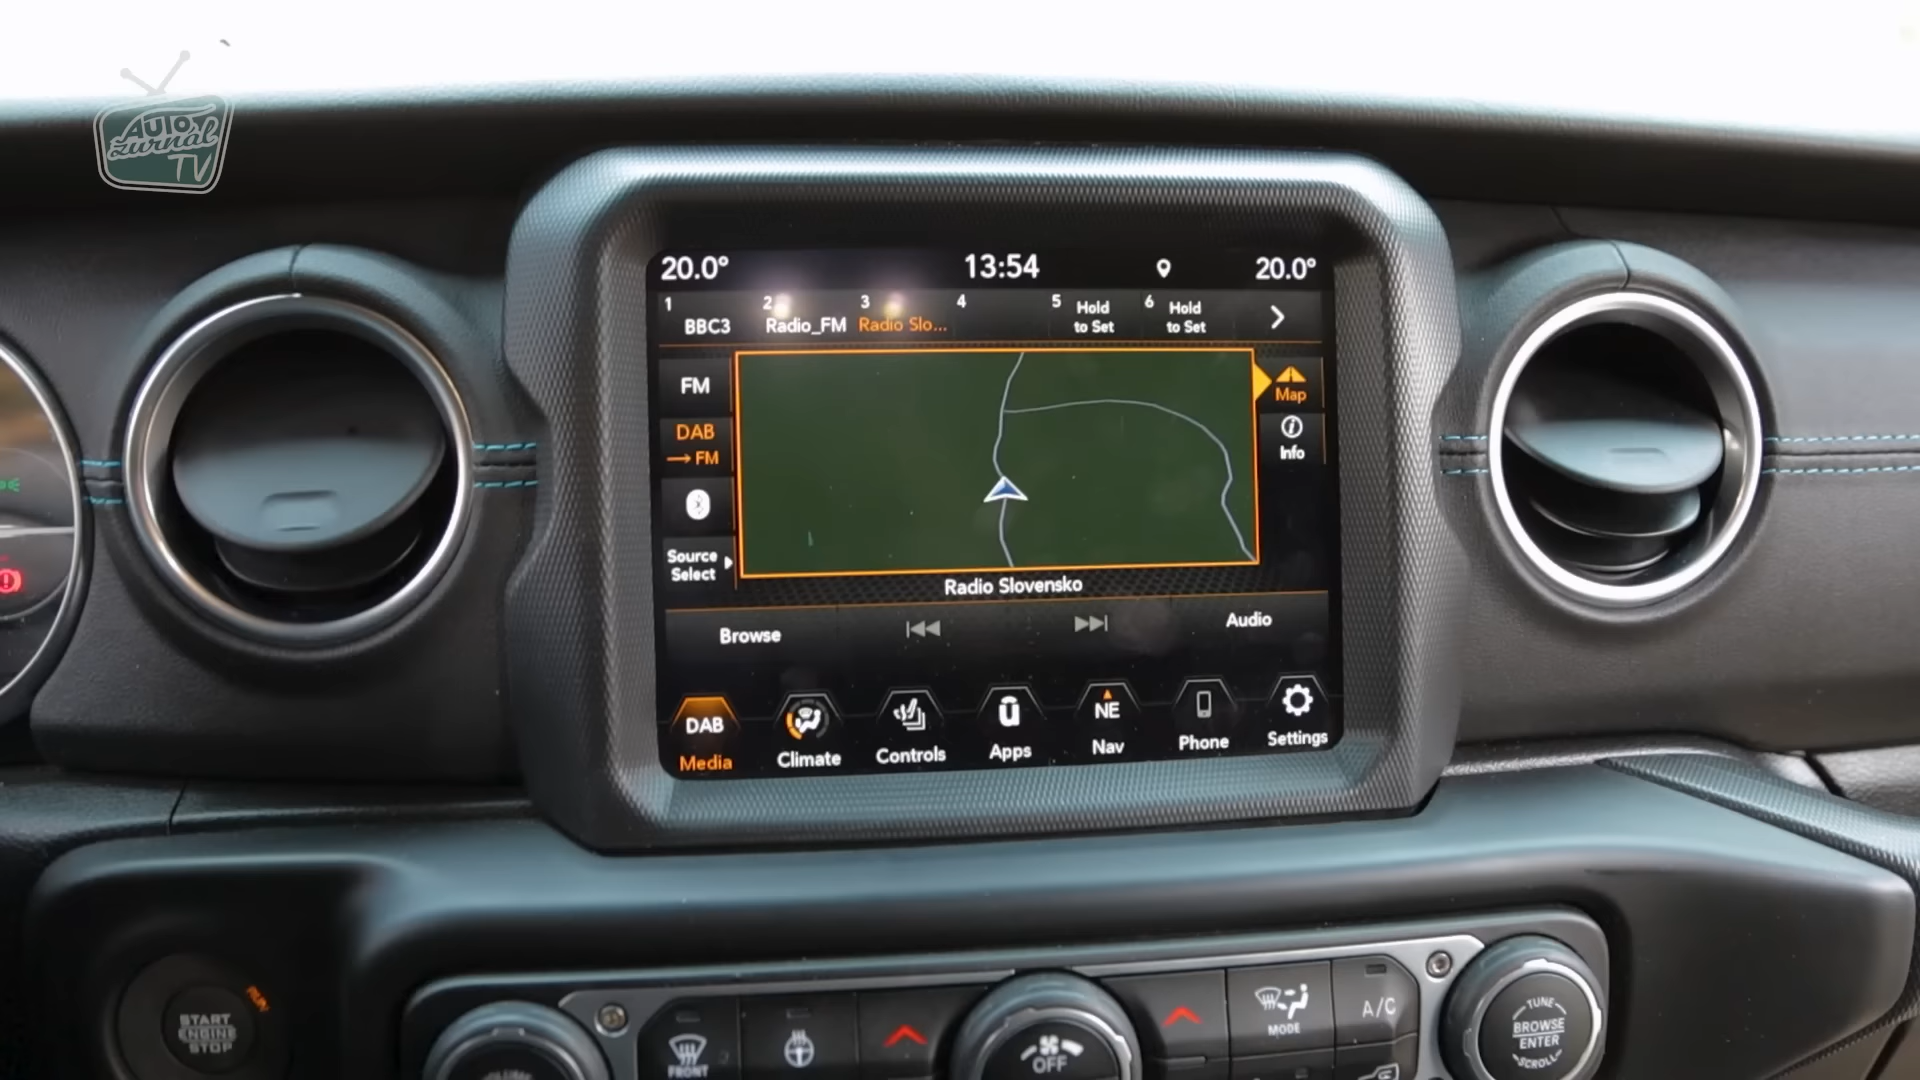 AUTO
žurnál
TV
20.0°
13:54
20.0°
1
BBC3
2
Radio_FM
3
Radio Slo...
4
5
Hold
to Set
6
Hold
to Set
FM
DAB
→ FM
Source
Select
Map
Info
Radio Slovensko
Browse
Audio
DAB
Media
Climate
Controls
Apps
NE
Nav
Phone
Settings
START
ENGINE
STOP
RUN
FRONT
OFF
MODE
A/C
TUNE
BROWSE
ENTER
SCROLL